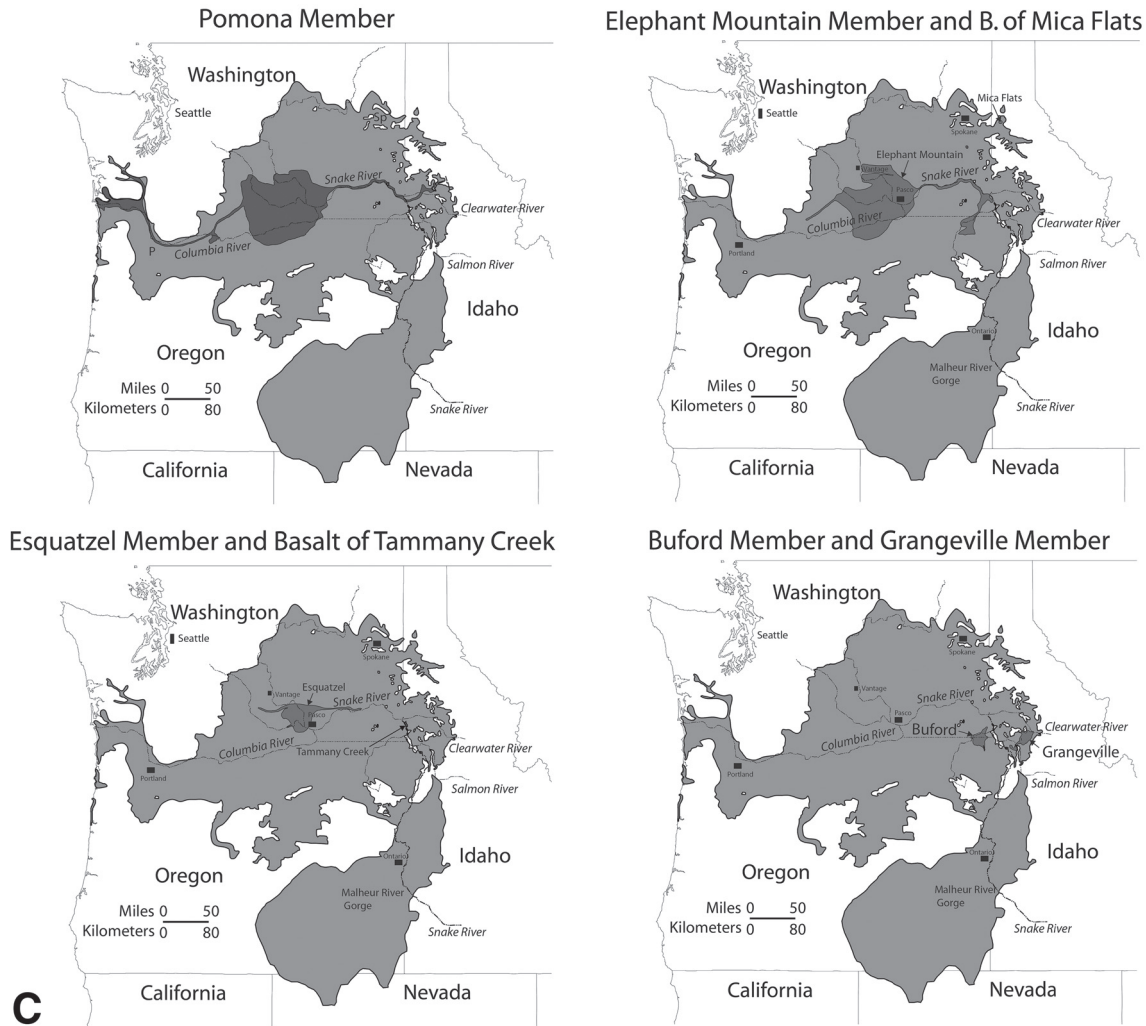 Pomona Member
Washington
Seattle
Sp
Snake River
Clearwater River
P
Columbia River
Salmon River
Idaho
Oregon
Miles 0 50
Kilometers 0 80
Snake River
California
Nevada
Elephant Mountain Member and B. of Mica Flats
Washington
Seattle
Mica Flats
Spokane
Elephant Mountain
Vantage
Snake River
Pasco
Columbia River
Clearwater River
Portland
Salmon River
Idaho
Ontario
Oregon
Malheur River
Gorge
Miles 0 50
Kilometers 0 80
Snake River
California
Nevada
Esquatzel Member and Basalt of Tammany Creek
Washington
Seattle
Spokane
Esquatzel
Vantage
Snake River
Pasco
Columbia River
Tammany Creek
Clearwater River
Portland
Salmon River
Idaho
Ontario
Oregon
Malheur River
Gorge
Miles 0 50
Kilometers 0 80
Snake River
California
Nevada
Buford Member and Grangeville Member
Washington
Seattle
Spokane
Vantage
Snake River
Pasco
Buford
Clearwater River
Columbia River
Grangeville
Portland
Salmon River
Idaho
Ontario
Oregon
Malheur River
Gorge
Miles 0 50
Kilometers 0 80
Snake River
California
Nevada
C